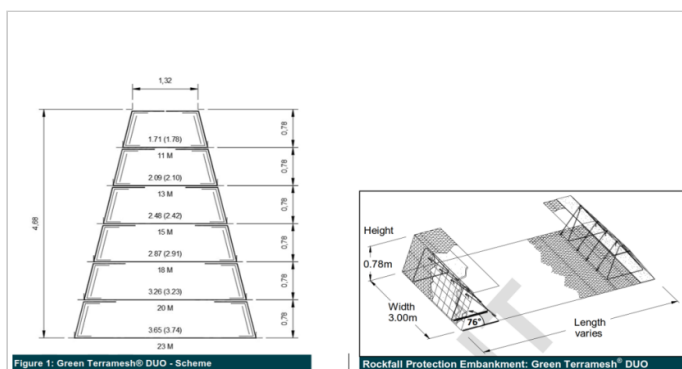 1,32
1.71 (1.78)
0,78
11 M
2.09 (2.10)
0,78
13 M
2.48 (2.42)
0,78
4,68
15 M
2.87 (2.91)
0,78
18 M
3.26 (3.23)
0,78
20 M
3.65 (3.74)
0,78
23 M
Figure 1: Green Terramesh® DUO - Scheme
Height
0.78m
Width
3.00m
76°
Length
varies
Rockfall Protection Embankment: Green Terramesh® DUO